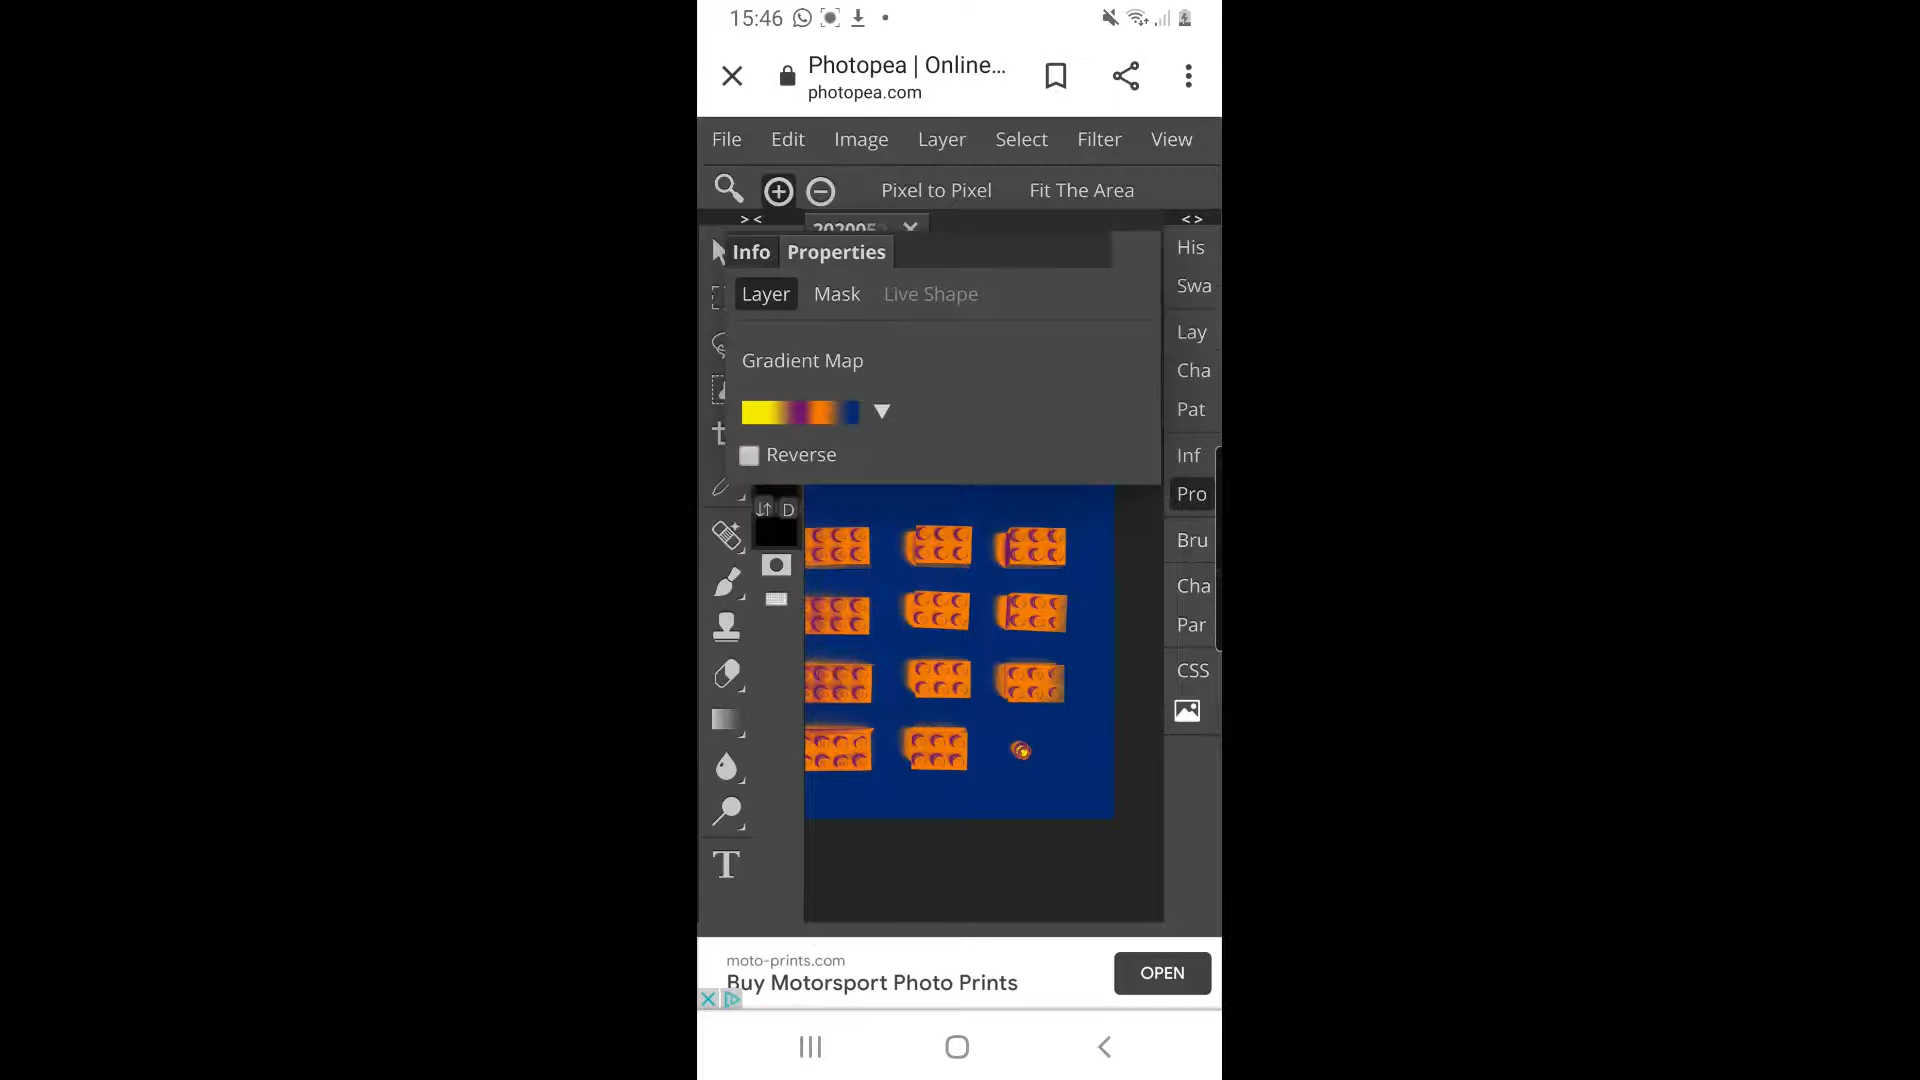 15:46
Photopea | Online...
photopea.com
File Edit Image Layer Select Filter View
Pixel to Pixel Fit The Area
> < < >
Info Properties
Layer Mask Live Shape
Gradient Map
Reverse
D
His
Swa
Lay
Cha
Pat
Inf
Pro
Bru
Cha
Par
CSS
T
moto-prints.com
Buy Motorsport Photo Prints
OPEN